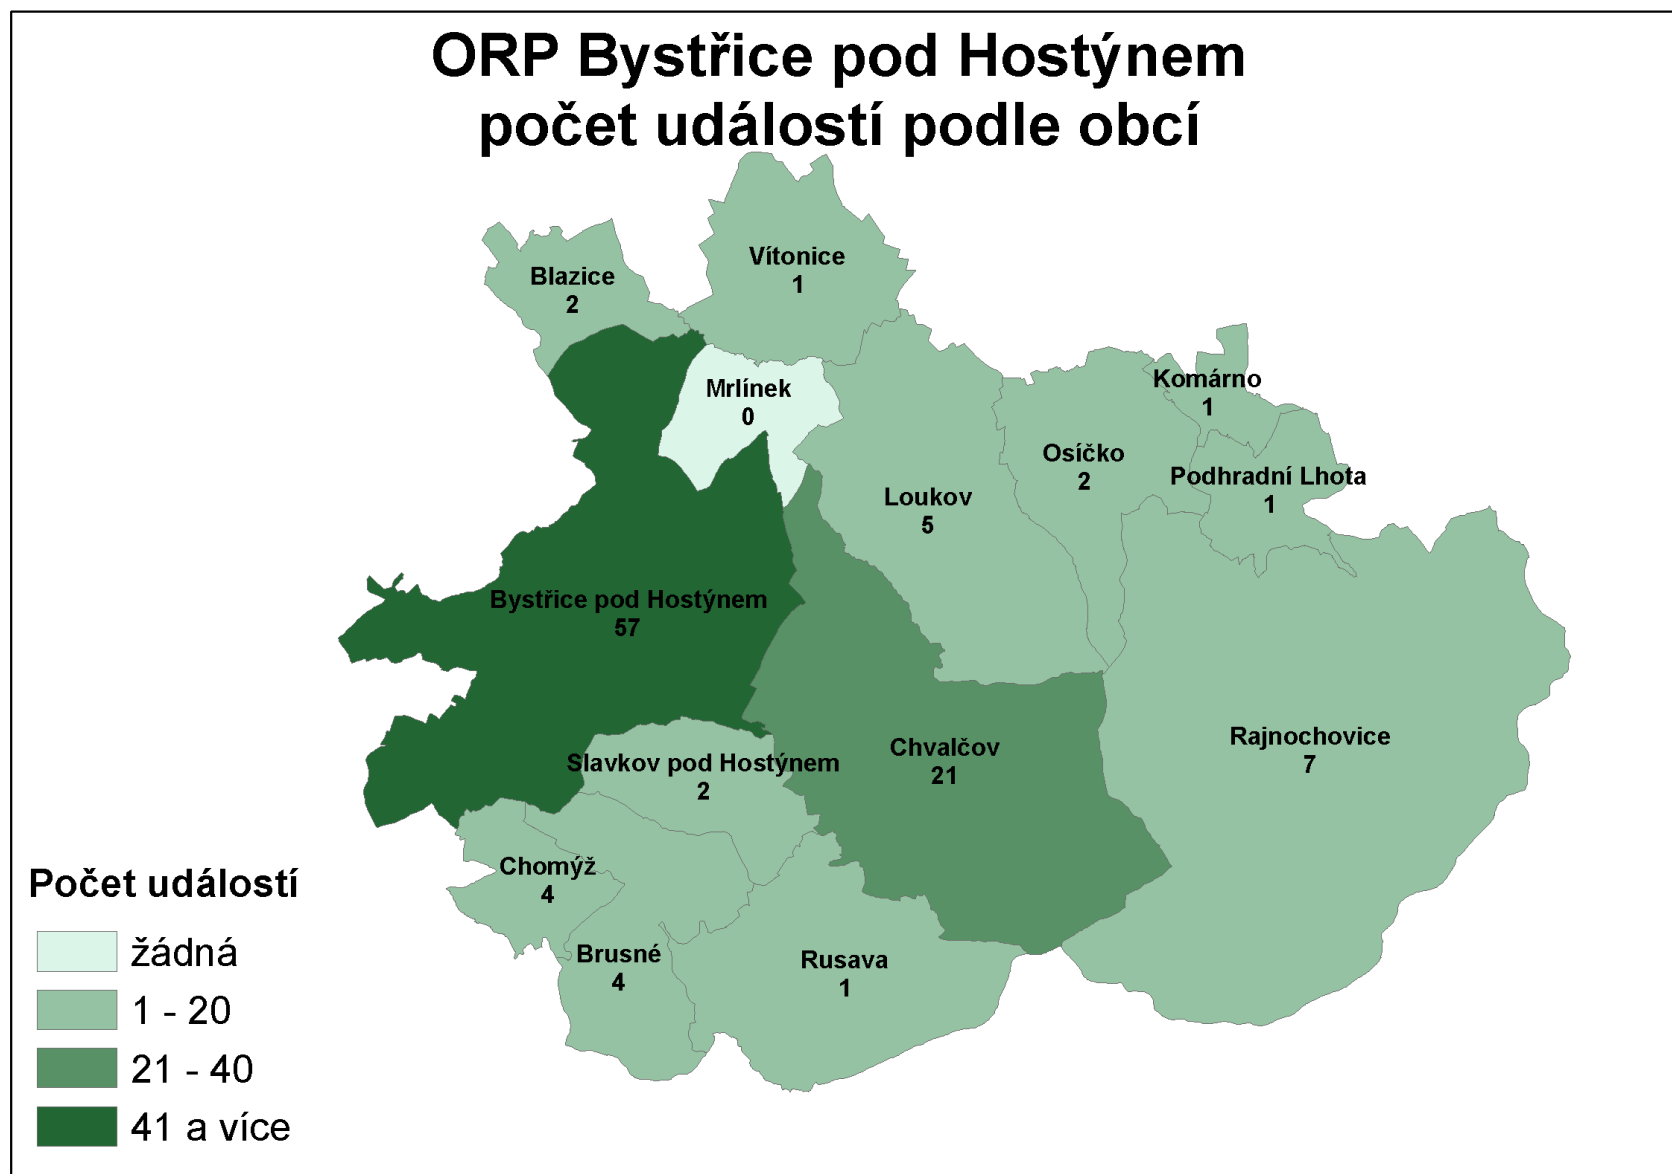 ORP Bystřice pod Hostýnem
počet událostí podle obcí
Vítonice
1
Blazice
2
Mrlínek
0
Komárno
1
Osíčko
2
Podhradní Lhota
1
Loukov
5
Bystřice pod Hostýnem
57
Rajnochovice
7
Chvalčov
21
Slavkov pod Hostýnem
2
Chomýž
4
Brusné
4
Rusava
1
Počet událostí
žádná
1 - 20
21 - 40
41 a více